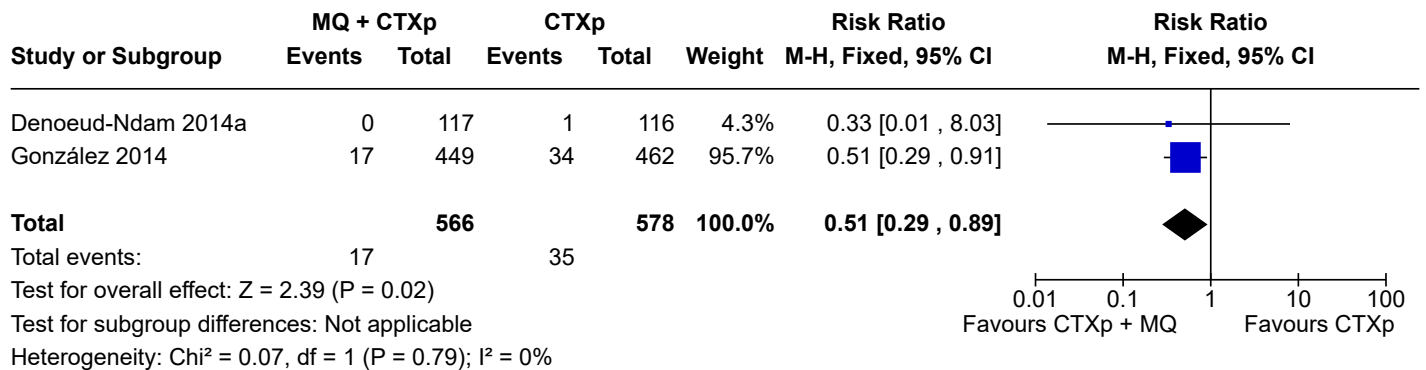 MQ + CTXp CTXp Risk Ratio Risk Ratio
Study or Subgroup Events Total Events Total Weight M-H, Fixed, 95% CI M-H, Fixed, 95% CI
Denoeud-Ndam 2014a 0 117 1 116 4.3% 0.33 [0.01 , 8.03]
González 2014 17 449 34 462 95.7% 0.51 [0.29 , 0.91]
Total 566 578 100.0% 0.51 [0.29 , 0.89]
Total events: 17 35
Test for overall effect: Z = 2.39 (P = 0.02)
0.01 0.1 1 10 100
Test for subgroup differences: Not applicable
Favours CTXp + MQ Favours CTXp
Heterogeneity: Chi² = 0.07, df = 1 (P = 0.79); I² = 0%